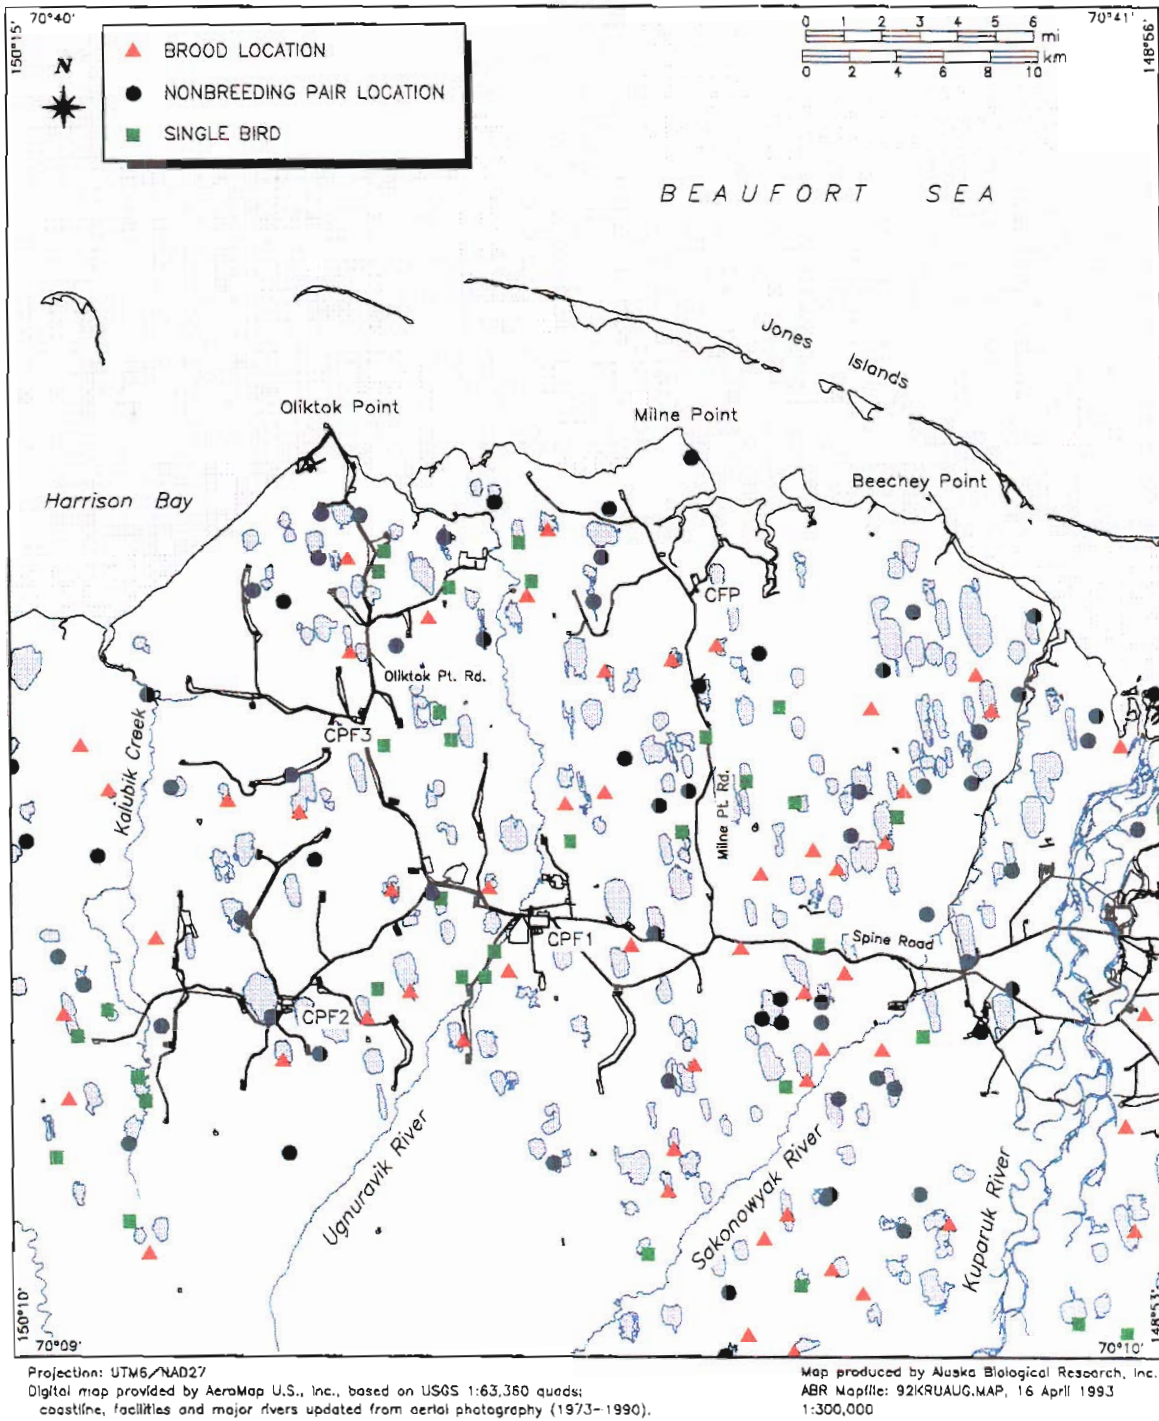 70°40'
150°15'
70°41'
148°56'
0 1 2 3 4 5 6
mi
km
0 2 4 6 8 10
N
BROOD LOCATION
NONBREEDING PAIR LOCATION
SINGLE BIRD
BEAUFORT SEA
Jones
Islands
Oliktok Point
Milne Point
Beechey Point
Harrison Bay
CFP
Oliktok Pt. Rd.
CPF3
Kalubik Creek
Milne Pt. Rd.
CPF1
Spine Road
CPF2
Ugnuravik River
Sakonowyak River
Kuparuk River
150°10'
70°09'
70°10'
148°53'
Projection: UTM6/NAD27
Digital map provided by AeroMap U.S., Inc., based on USGS 1:63,360 quads;
coastline, facilities and major rivers updated from aerial photography (1973-1990).
Map produced by Alaska Biological Research, Inc.
ABR Mapfile: 92KRUAUG.MAP, 16 April 1993
1:300,000